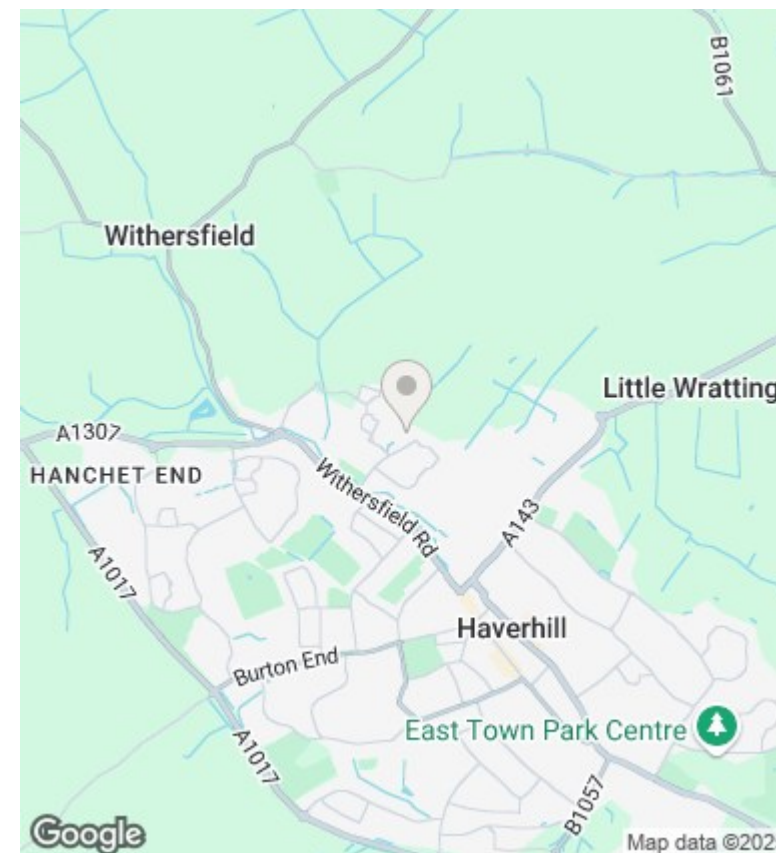 B1061
Withersfield
Little Wratting
A1307
HANCHET END
Withersfield Rd
A143
A1017
Haverhill
Burton End
East Town Park Centre
A1017
B1057
Google
Map data ©202